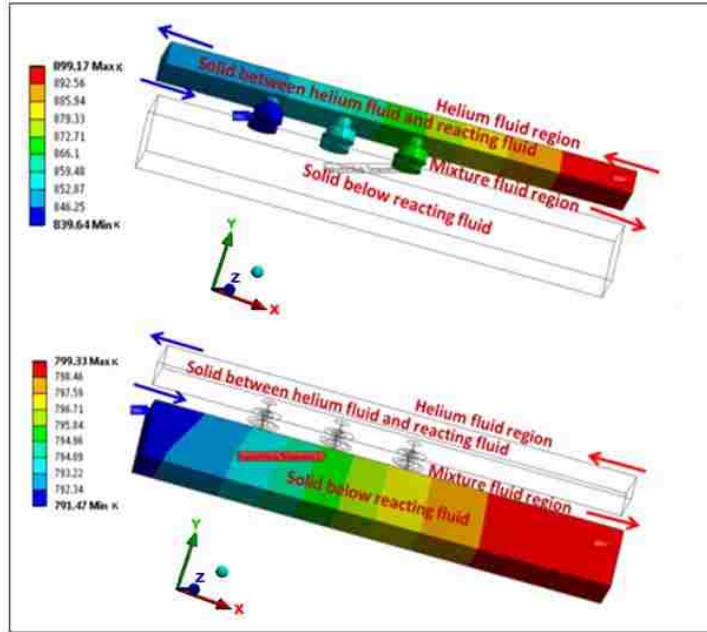 899.17 Max K
892.56
885.94
879.33
872.71
866.1
859.48
852.87
846.25
839.64 Min K
Solid between helium fluid and reacting fluid
Helium fluid region
Mixture fluid region
Solid below reacting fluid
Y
Z
X
799.33 Max K
798.46
797.59
796.71
795.84
794.96
794.09
793.22
792.34
791.47 Min K
Solid between helium fluid and reacting fluid
Helium fluid region
Mixture fluid region
Solid below reacting fluid
Y
Z
X